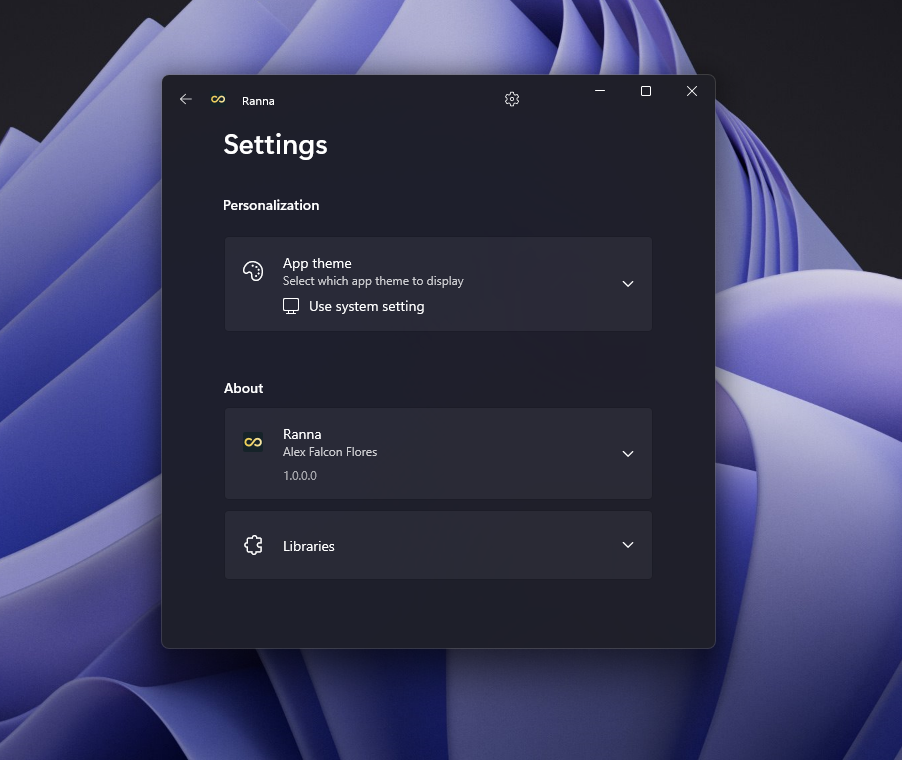 Ranna
Settings
Personalization
App theme
Select which app theme to display
Use system setting
About
Ranna
Alex Falcon Flores
1.0.0.0
Libraries